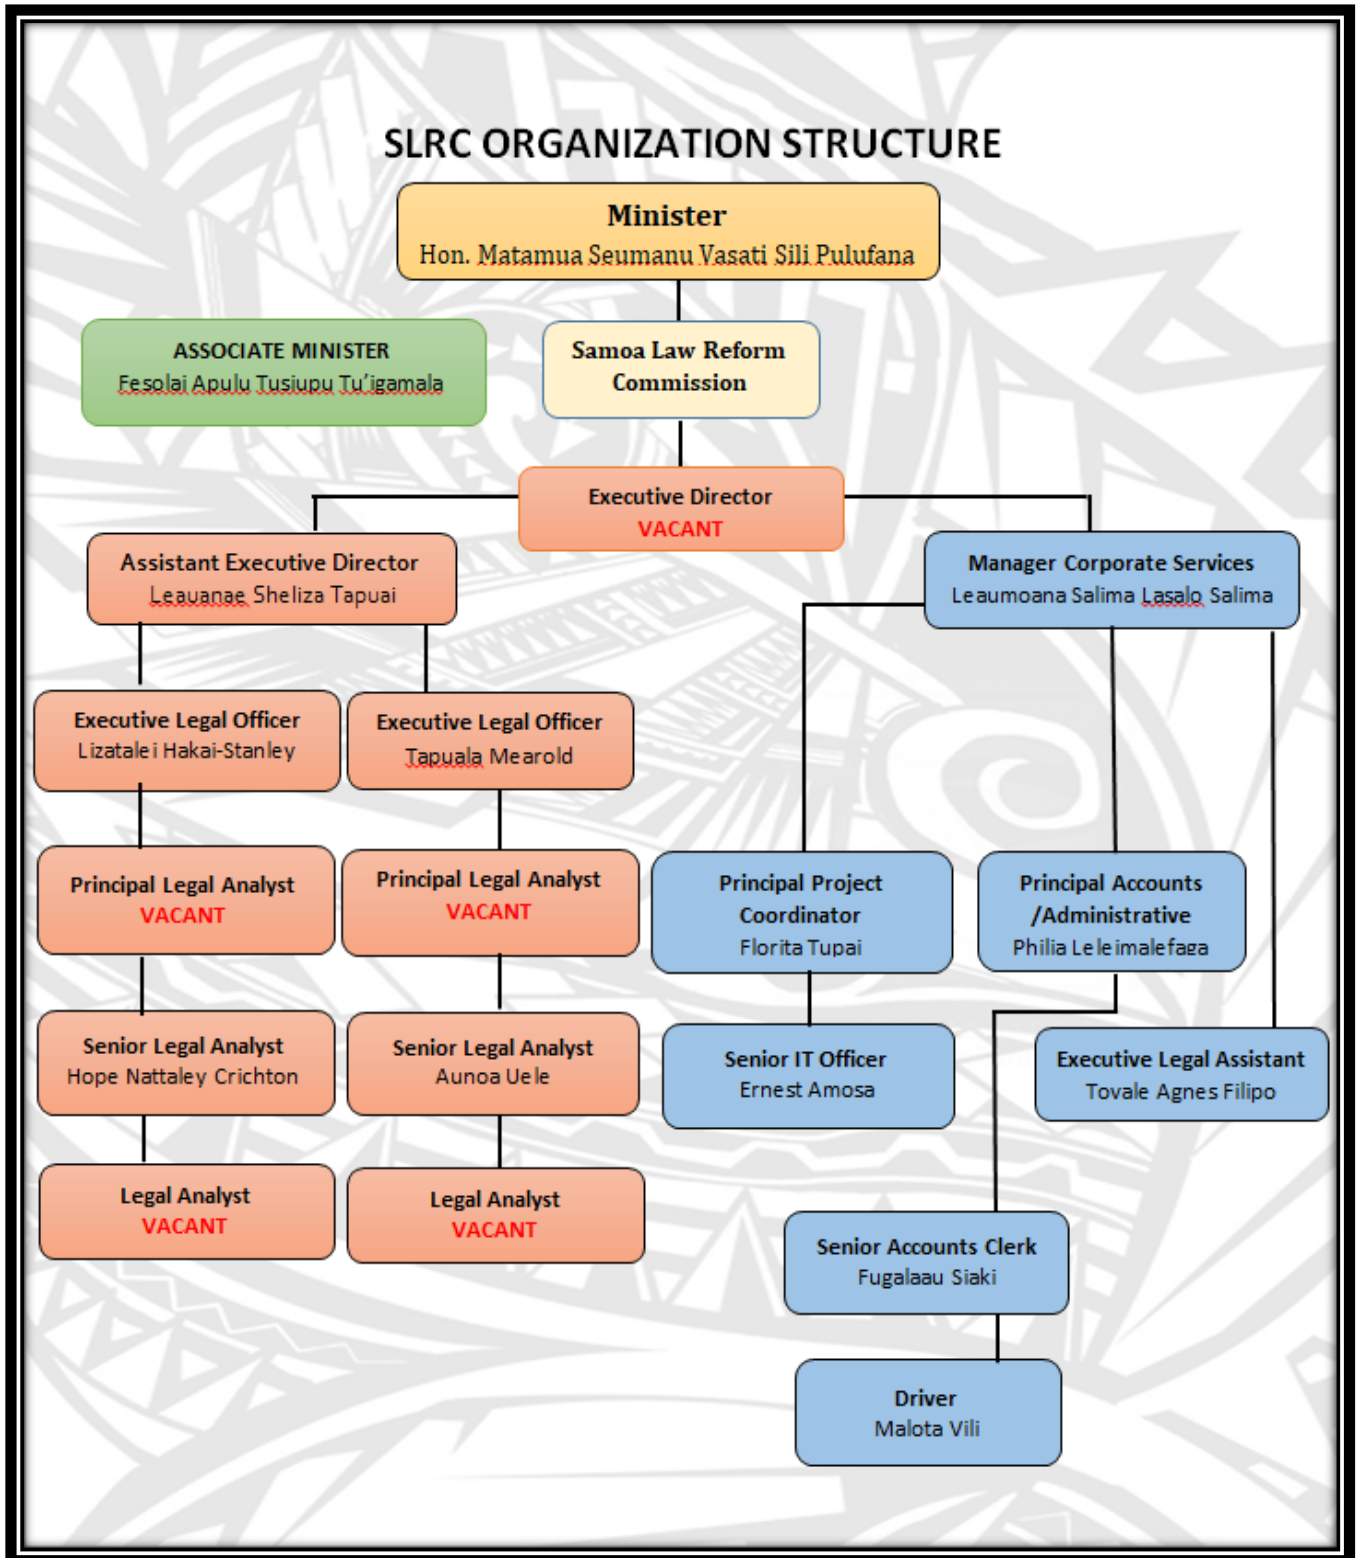 SLRC ORGANIZATION STRUCTURE
Minister
Hon. Matamua Seumanu Vasati Sili Pulufana
ASSOCIATE MINISTER
Fesolai Apulu Tusiupu Tu'igamala
Samoa Law Reform
Commission
Executive Director
VACANT
Assistant Executive Director
Leauanae Sheliza Tapuai
Manager Corporate Services
Leaumoana Salima Lasalo Salima
Executive Legal Officer
Lizatalei Hakai-Stanley
Executive Legal Officer
Tapuala Mearold
Principal Legal Analyst
VACANT
Principal Legal Analyst
VACANT
Principal Project
Coordinator
Florita Tupai
Principal Accounts
/Administrative
Philia Leleimalefaga
Senior Legal Analyst
Hope Nattaley Crichton
Senior Legal Analyst
Aunoa Uele
Senior IT Officer
Ernest Amosa
Executive Legal Assistant
Tovale Agnes Filipo
Legal Analyst
VACANT
Legal Analyst
VACANT
Senior Accounts Clerk
Fugalaau Siaki
Driver
Malota Vili